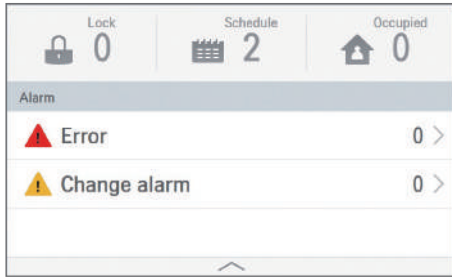 Lock Schedule Occupied
0 2 0
Alarm
Error 0
Change alarm 0